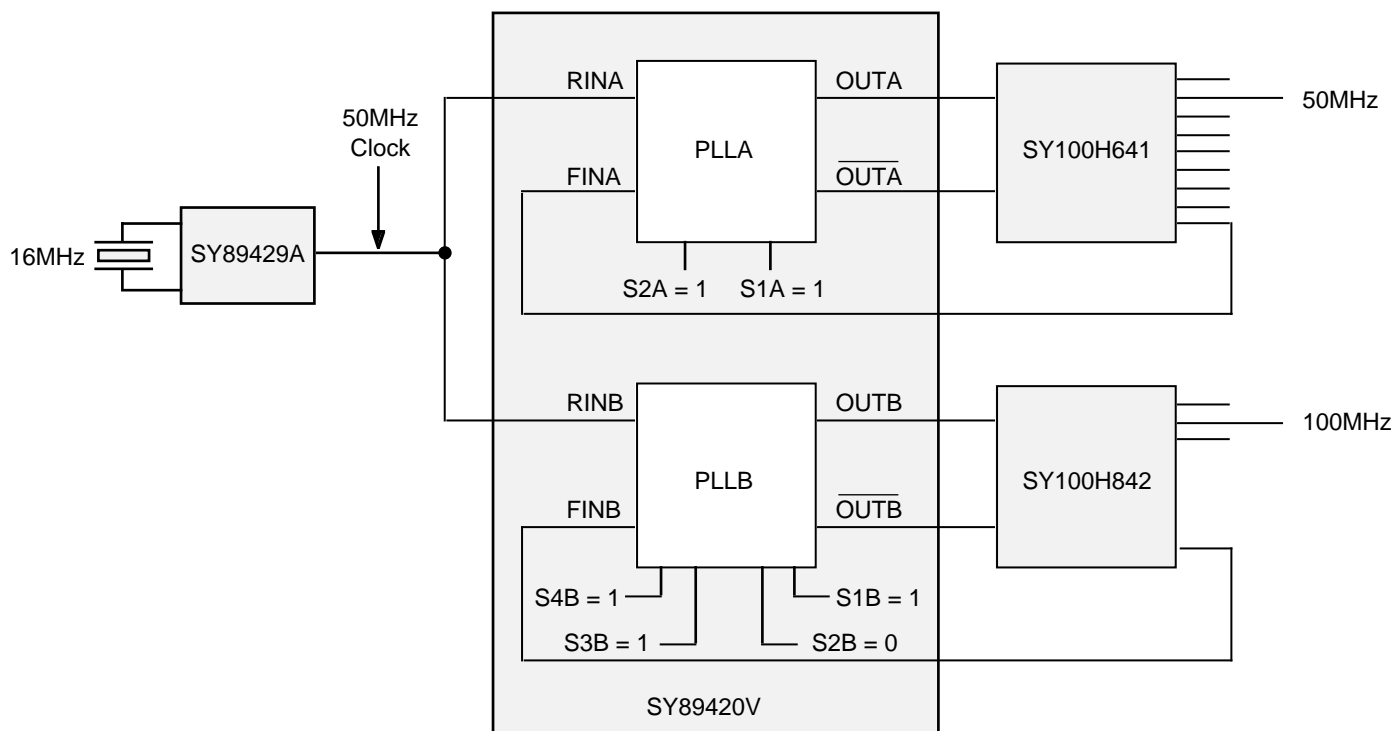 RINA
OUTA
50MHz
50MHz
Clock
PLLA
SY100H641
FINA
OUTA
16MHz
SY89429A
S2A = 1
S1A = 1
RINB
OUTB
100MHz
PLLB
SY100H842
FINB
OUTB
S4B = 1
S1B = 1
S3B = 1
S2B = 0
SY89420V